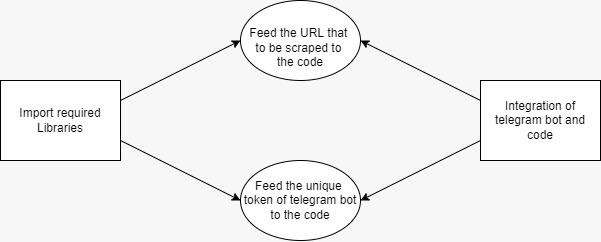 Feed the URL that
to be scraped to
the code
Import required
Libraries
Integration of
telegram bot and
code
Feed the unique
token of telegram bot
to the code